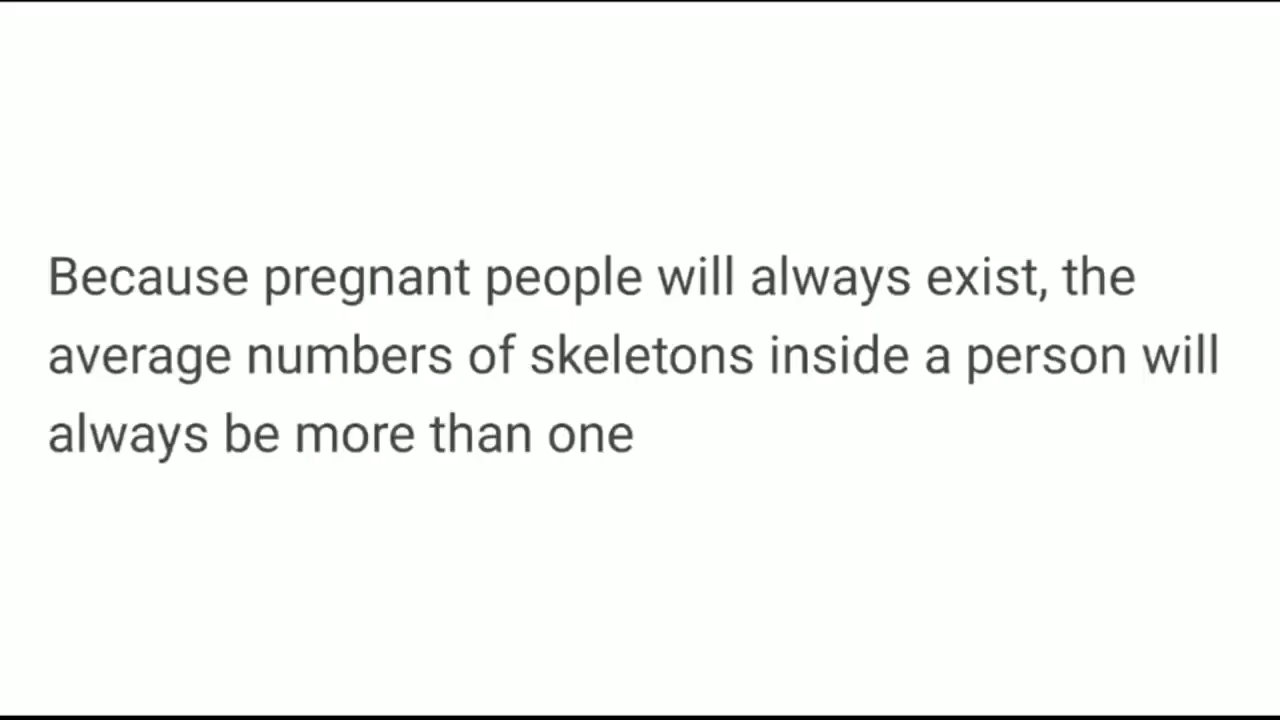 Because pregnant people will always exist, the
average numbers of skeletons inside a person will
always be more than one